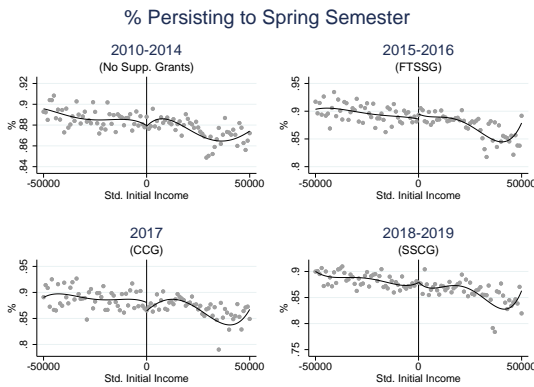 % Persisting to Spring Semester
2010-2014
(No Supp. Grants)
%
.92
.9
.88
.86
.84
-50000 0 50000
Std. Initial Income
2015-2016
(FTSSG)
%
.95
.9
.85
.8
-50000 0 50000
Std. Initial Income
2017
(CCG)
%
.95
.9
.85
.8
-50000 0 50000
Std. Initial Income
2018-2019
(SSCG)
%
.9
.85
.8
.75
-50000 0 50000
Std. Initial Income